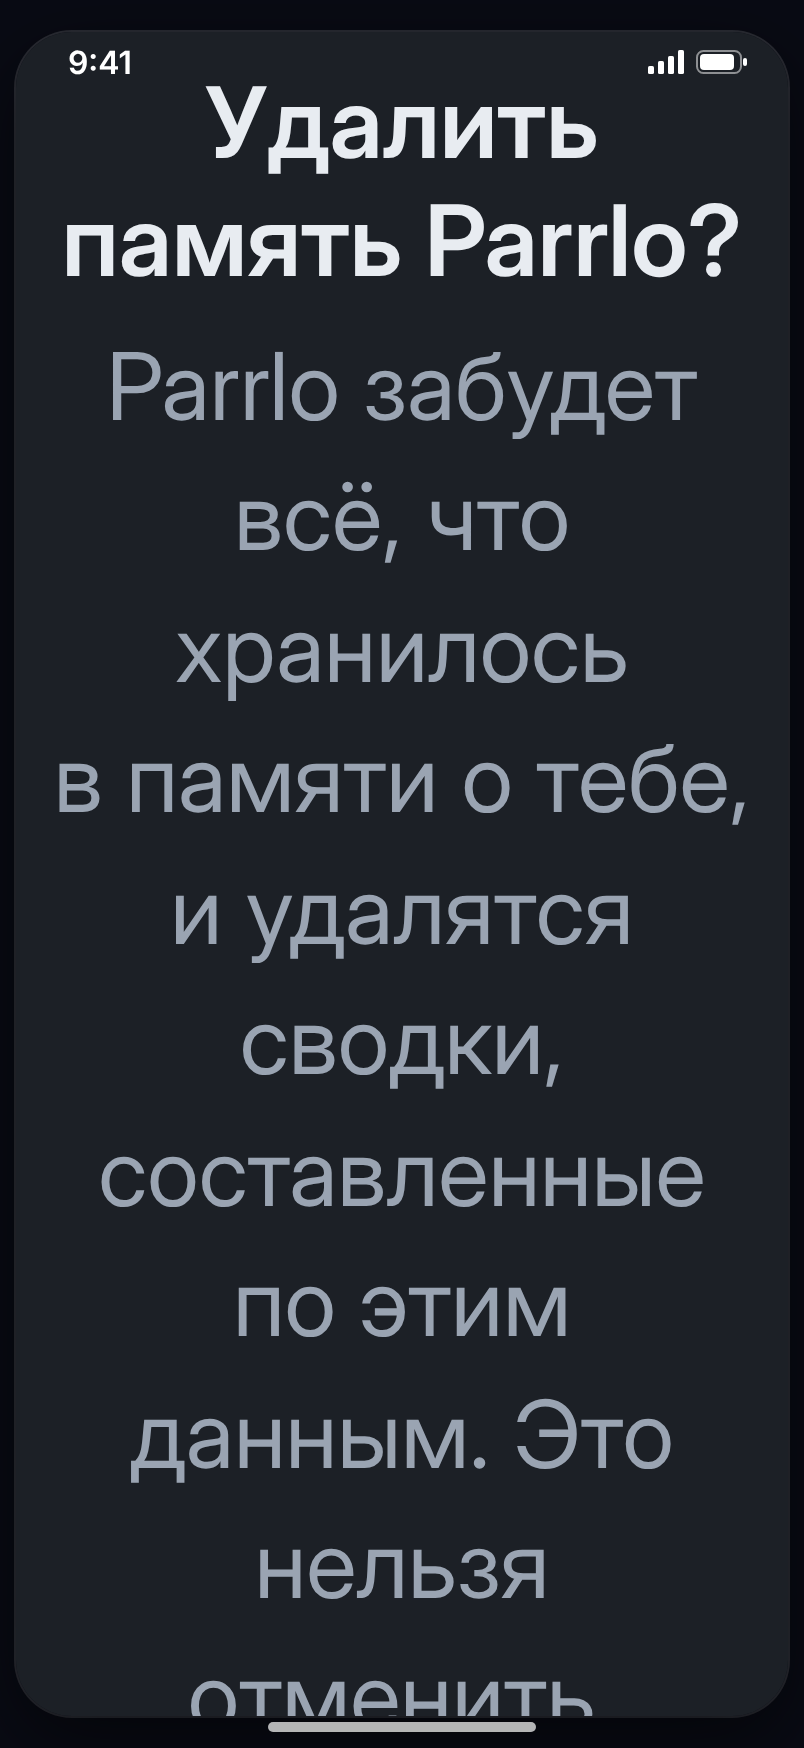 9:41
Удалить
память Parrlo?
Parrlo забудет
всё, что
хранилось
в памяти о тебе,
и удалятся
сводки,
составленные
по этим
данным. Это
нельзя
отменить